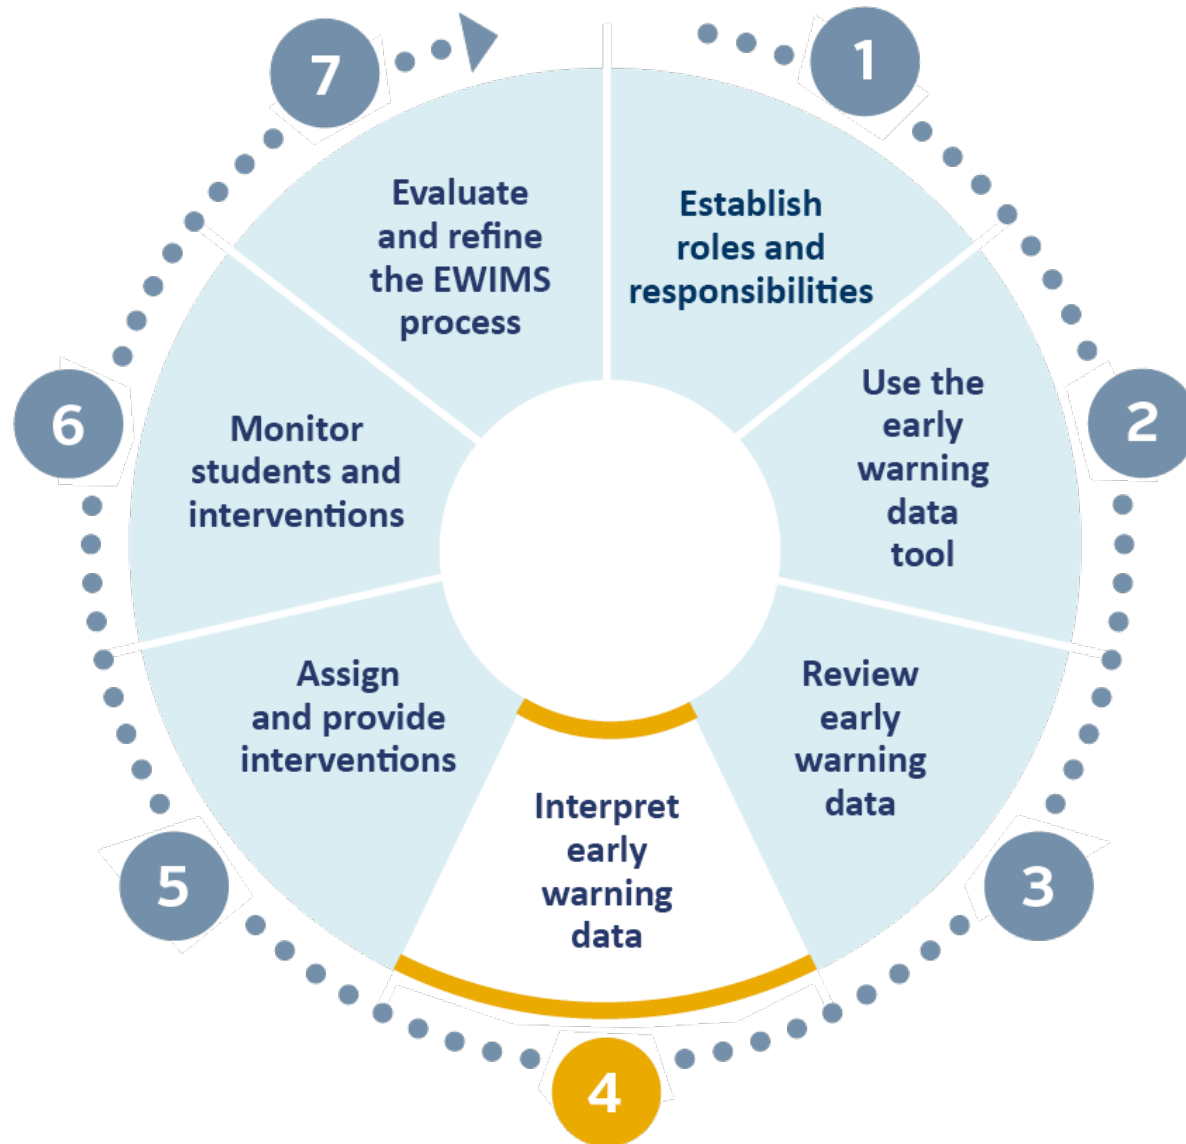 1
Establish
roles and
responsibilities
2
Use the
early
warning
data
tool
3
Review
early
warning
data
4
Interpret
early
warning
data
5
Assign
and provide
interventions
6
Monitor
students and
interventions
7
Evaluate
and refine
the EWIMS
process